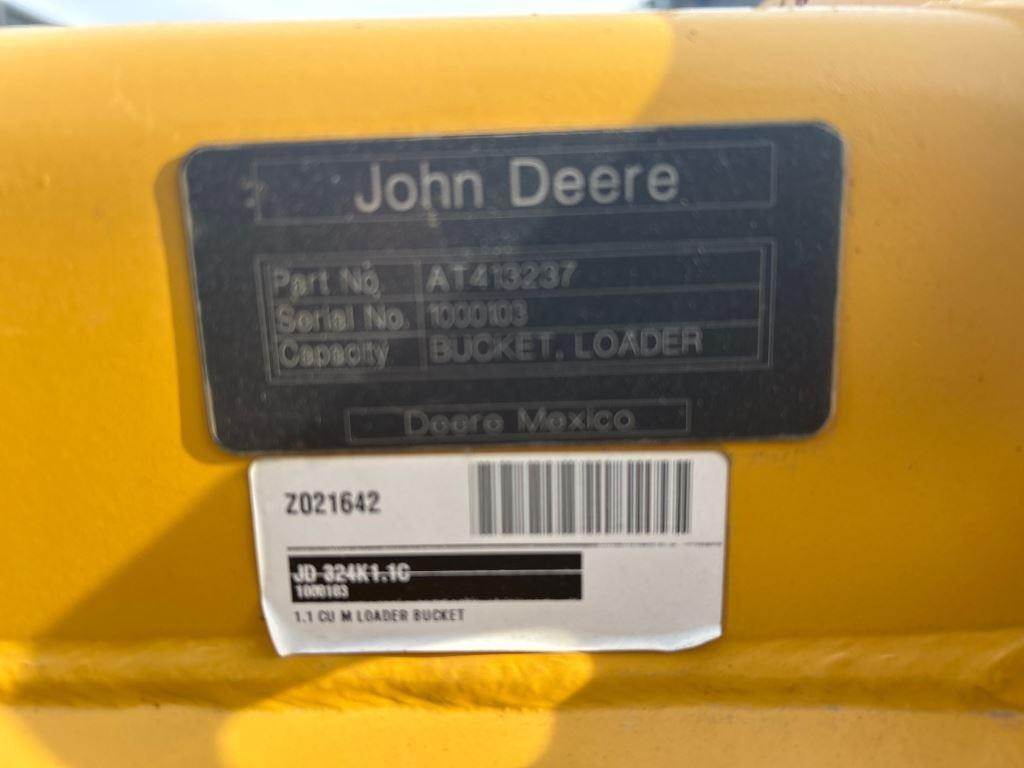 John Deere
Part No. AT413237
Serial No. 1000103
Capacity BUCKET, LOADER
Deere Mexico
Z021642
JD 324K1.1C
1000103
1.1 CU M LOADER BUCKET